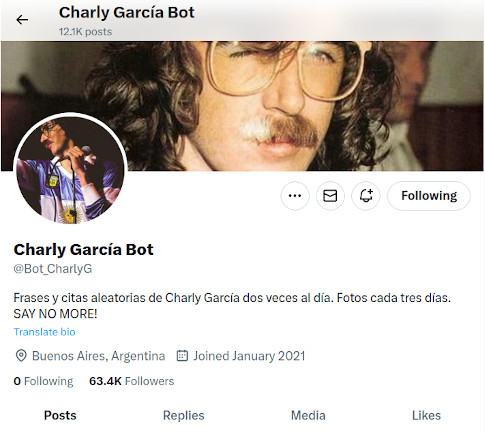 Charly García Bot
12.1K posts
Following
Charly García Bot
@Bot_CharlyG
Frases y citas aleatorias de Charly García dos veces al día. Fotos cada tres días.
SAY NO MORE!
Translate bio
Buenos Aires, Argentina Joined January 2021
0 Following 63.4K Followers
Posts Replies Media Likes